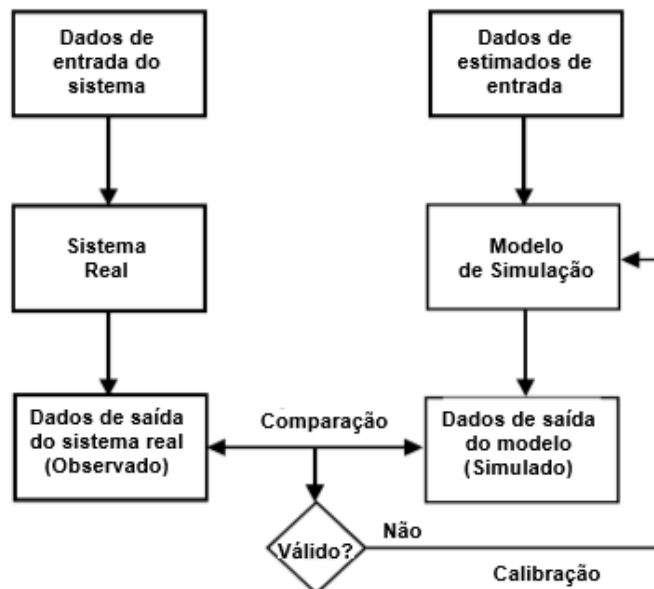 Dados de
entrada do
sistema
Dados de
estimados de
entrada
Sistema
Real
Modelo
de Simulação
Dados de saída
do sistema real
(Observado)
Comparação
Dados de saída
do modelo
(Simulado)
Válido?
Não
Calibração